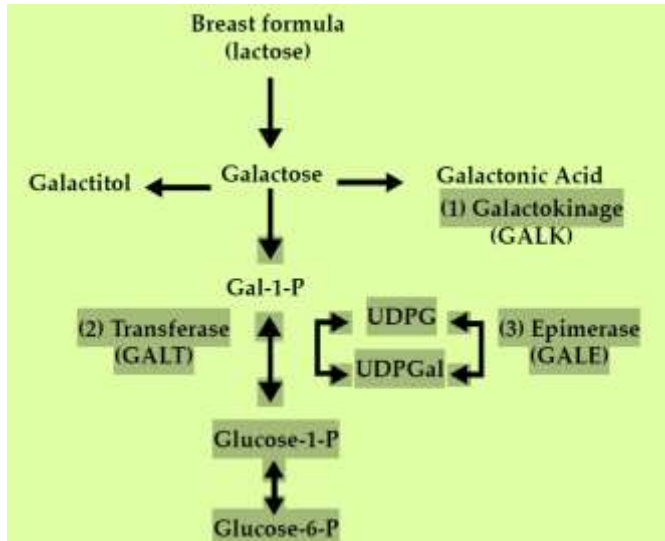 Breast formula
(lactose)
Galactitol
Galactose
Galactonic Acid
(1) Galactokinage
(GALK)
Gal-1-P
(2) Transferase
(GALT)
UDPG
UDPGal
(3) Epimerase
(GALE)
Glucose-1-P
Glucose-6-P